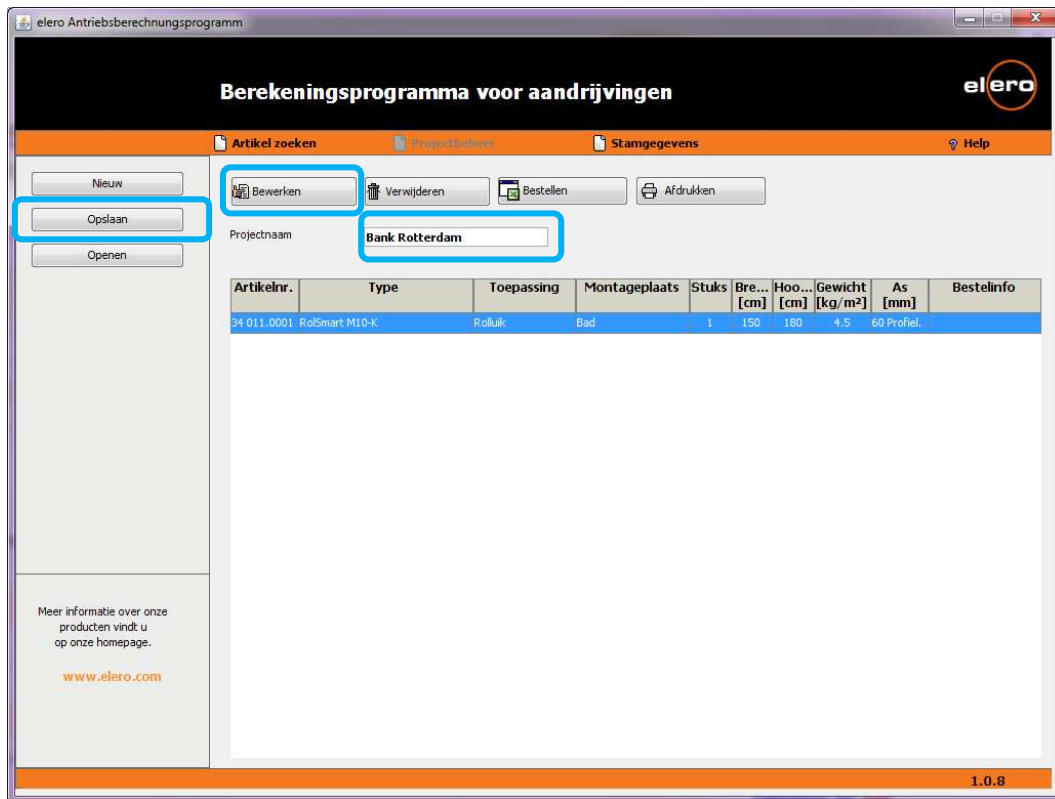 elero Antriebsberechnungsprogramm
Berekeningsprogramma voor aandrijvingen
elero
Artikel zoeken Projectbeheer Stamgegevens Help
Nieuw
Opslaan
Openen
Bewerken Verwijderen Bestellen Afdrukken
Projectnaam Bank Rotterdam
Artikelnr. Type Toepassing Montageplaats Stuks Bre... Hoo... Gewicht As Bestelinfo
[cm] [cm] [kg/m²] [mm]
34 011.0001 RolSmart M10-K Rolluik Bad 1 150 180 4.5 60 Profiel.
Meer informatie over onze
producten vindt u
op onze homepage.
www.elero.com
1.0.8